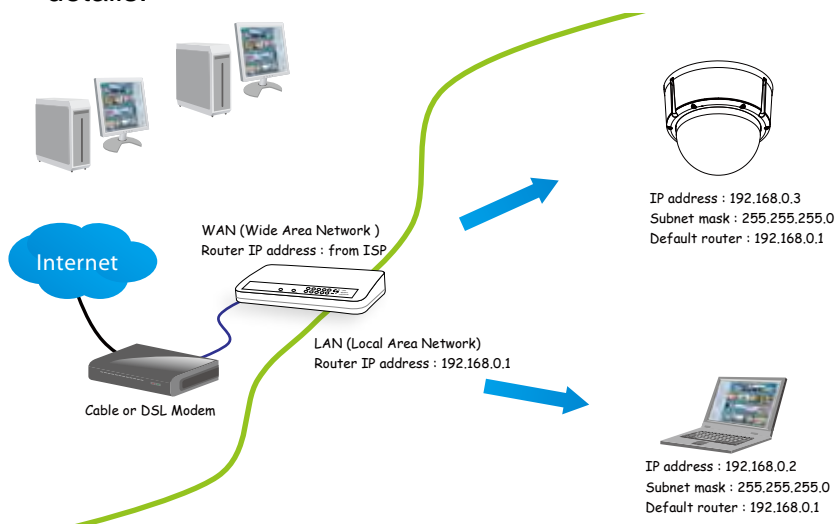 details.
WAN (Wide Area Network )
Router IP address : from ISP
Internet
LAN (Local Area Network)
Router IP address : 192.168.0.1
Cable or DSL Modem
IP address : 192.168.0.3
Subnet mask : 255.255.255.0
Default router : 192.168.0.1
IP address : 192.168.0.2
Subnet mask : 255.255.255.0
Default router : 192.168.0.1